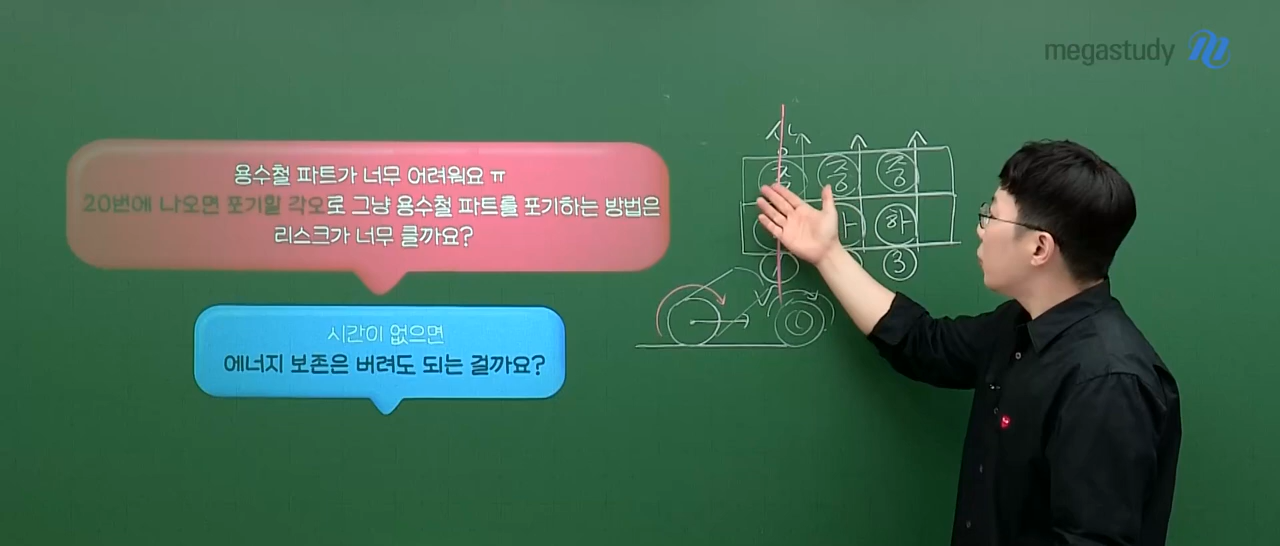 megastudy
용수철 파트가 너무 어려워요 ㅠ
20번에 나오면 포기할 각오로 그냥 용수철 파트를 포기하는 방법은
리스크가 너무 클까요?
시간이 없으면
에너지 보존은 버려도 되는 걸까요?
상
중 중 중
하
1 3